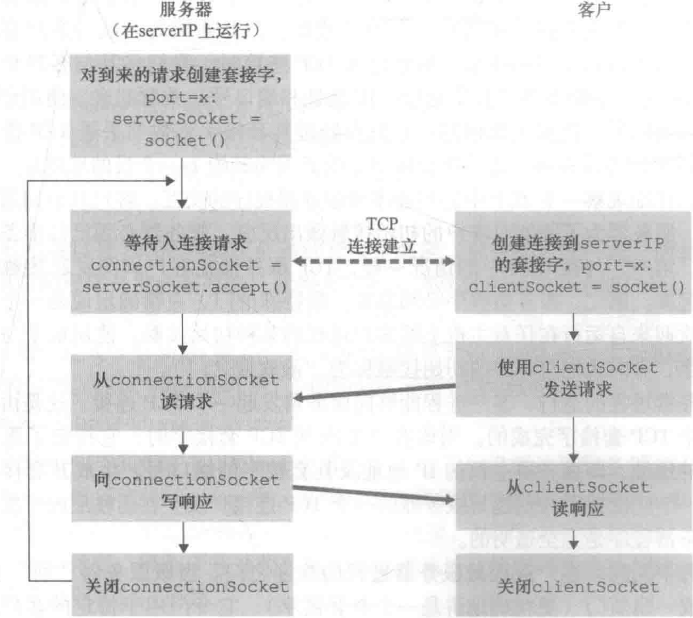 服务器
（在serverIP上运行）
客户
对到来的请求创建套接字，
port=x:
serverSocket =
socket()
等待入连接请求
connectionSocket =
serverSocket.accept()
TCP
连接建立
创建连接到serverIP
的套接字，port=x:
clientSocket = socket()
从connectionSocket
读请求
使用clientSocket
发送请求
向connectionSocket
写响应
从clientSocket
读响应
关闭connectionSocket
关闭clientSocket